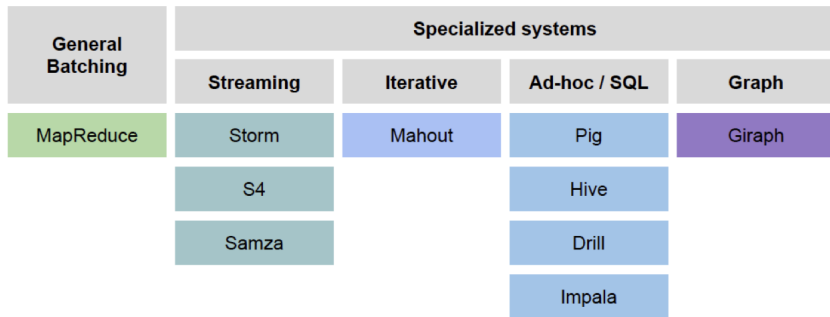 General
Batching
Specialized systems
Streaming
Iterative
Ad-hoc / SQL
Graph
MapReduce
Storm
Mahout
Pig
Giraph
S4
Hive
Samza
Drill
Impala